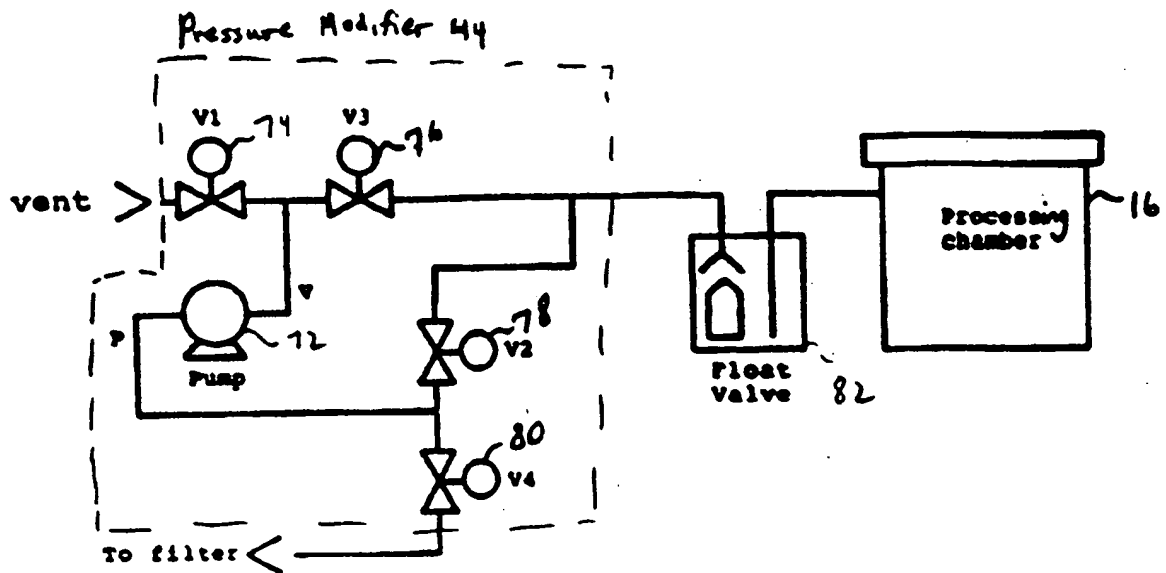 Pressure Modifier 44
V1
74
V3
76
vent
16
Processing
chamber
V
P
72
Pump
78
V2
Float
Valve
82
80
V4
To filter